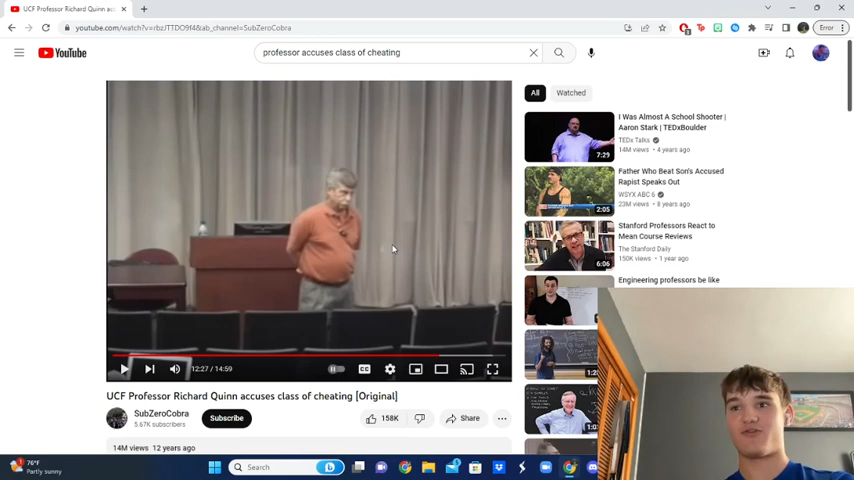 UCF Professor Richard Quinn ac
youtube.com/watch?v=rbzJTTDO9f4&ab_channel=SubZeroCobra
Error
YouTube
professor accuses class of cheating
All
Watched
I Was Almost A School Shooter |
Aaron Stark | TEDxBoulder
TEDx Talks
14M views • 4 years ago
7:29
Father Who Beat Son's Accused
Rapist Speaks Out
WSYX ABC 6
23M views • 8 years ago
2:05
Stanford Professors React to
Mean Course Reviews
The Stanford Daily
150K views • 1 year ago
6:06
Engineering professors be like
12:27 / 14:59
CC
UCF Professor Richard Quinn accuses class of cheating [Original]
SubZeroCobra
5.67K subscribers
Subscribe
158K
Share
14M views 12 years ago
76°F
Partly sunny
Search